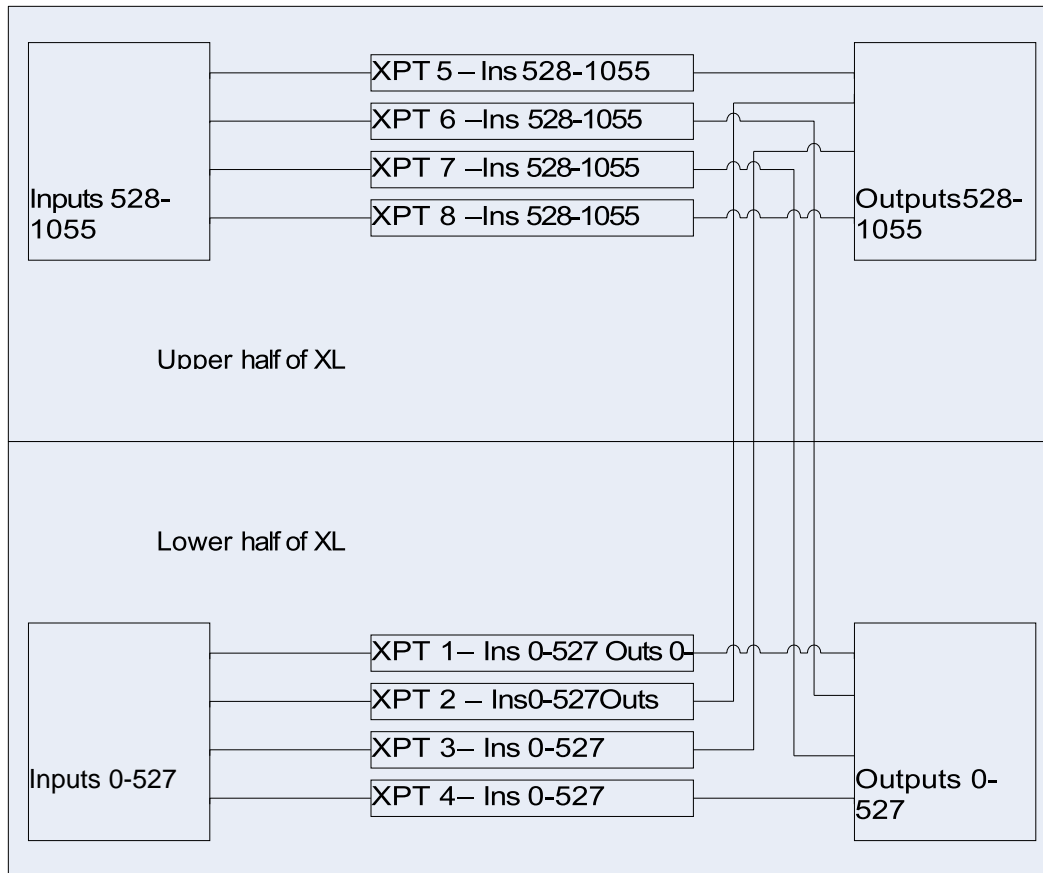 XPT 5 – Ins 528-1055
XPT 6 –Ins 528-1055
XPT 7 –Ins 528-1055
XPT 8 –Ins 528-1055
Inputs 528-
1055
Outputs528-
1055
Upper half of XL
Lower half of XL
XPT 1– Ins 0-527 Outs 0-
XPT 2 – Ins0-527Outs
XPT 3– Ins 0-527
XPT 4– Ins 0-527
Inputs 0-527
Outputs 0-
527